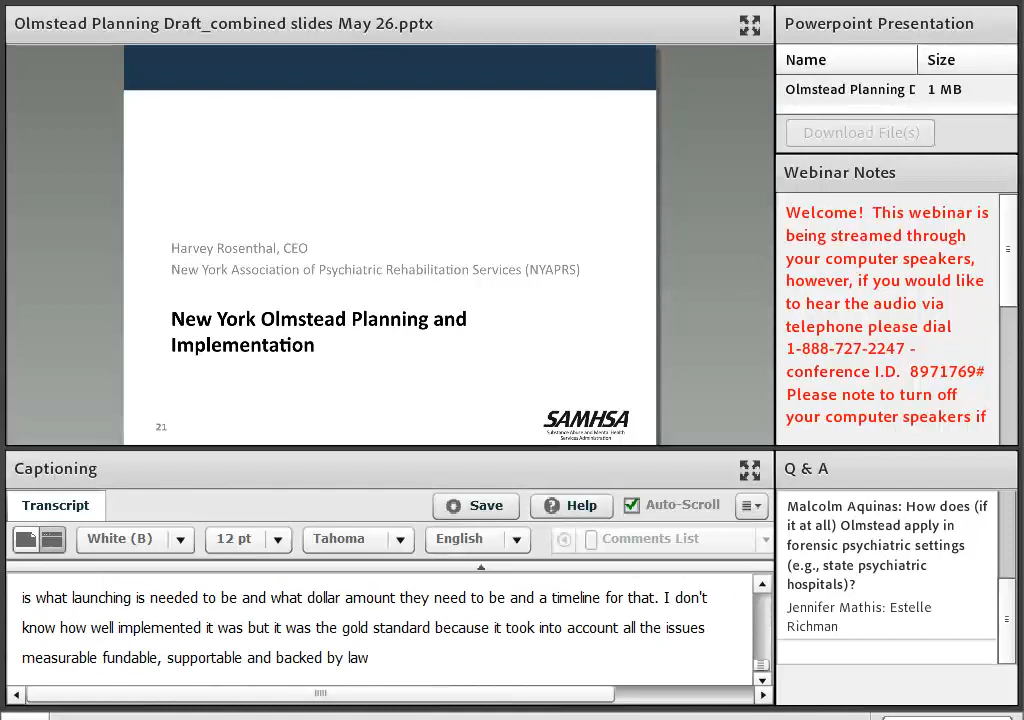 Olmstead Planning Draft_combined slides May 26.pptx
Harvey Rosenthal, CEO
New York Association of Psychiatric Rehabilitation Services (NYAPRS)
New York Olmstead Planning and
Implementation
21
SAMHSA
Substance Abuse and Mental Health
Services Administration
Powerpoint Presentation
Name Size
Olmstead Planning D 1 MB
Download File(s)
Webinar Notes
Welcome! This webinar is
being streamed through
your computer speakers,
however, if you would like
to hear the audio via
telephone please dial
1-888-727-2247 -
conference I.D. 8971769#
Please note to turn off
your computer speakers if
Captioning
Transcript Save Help Auto-Scroll
White (B) 12 pt Tahoma English Comments List
is what launching is needed to be and what dollar amount they need to be and a timeline for that. I don't
know how well implemented it was but it was the gold standard because it took into account all the issues
measurable fundable, supportable and backed by law
Q & A
Malcolm Aquinas: How does (if
it at all) Olmstead apply in
forensic psychiatric settings
(e.g., state psychiatric
hospitals)?
Jennifer Mathis: Estelle
Richman